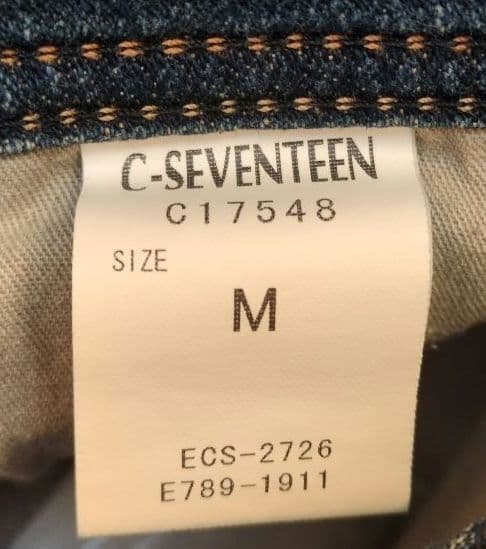 C-SEVENTEEN
C17548
SIZE
M
ECS-2726
E789-1911